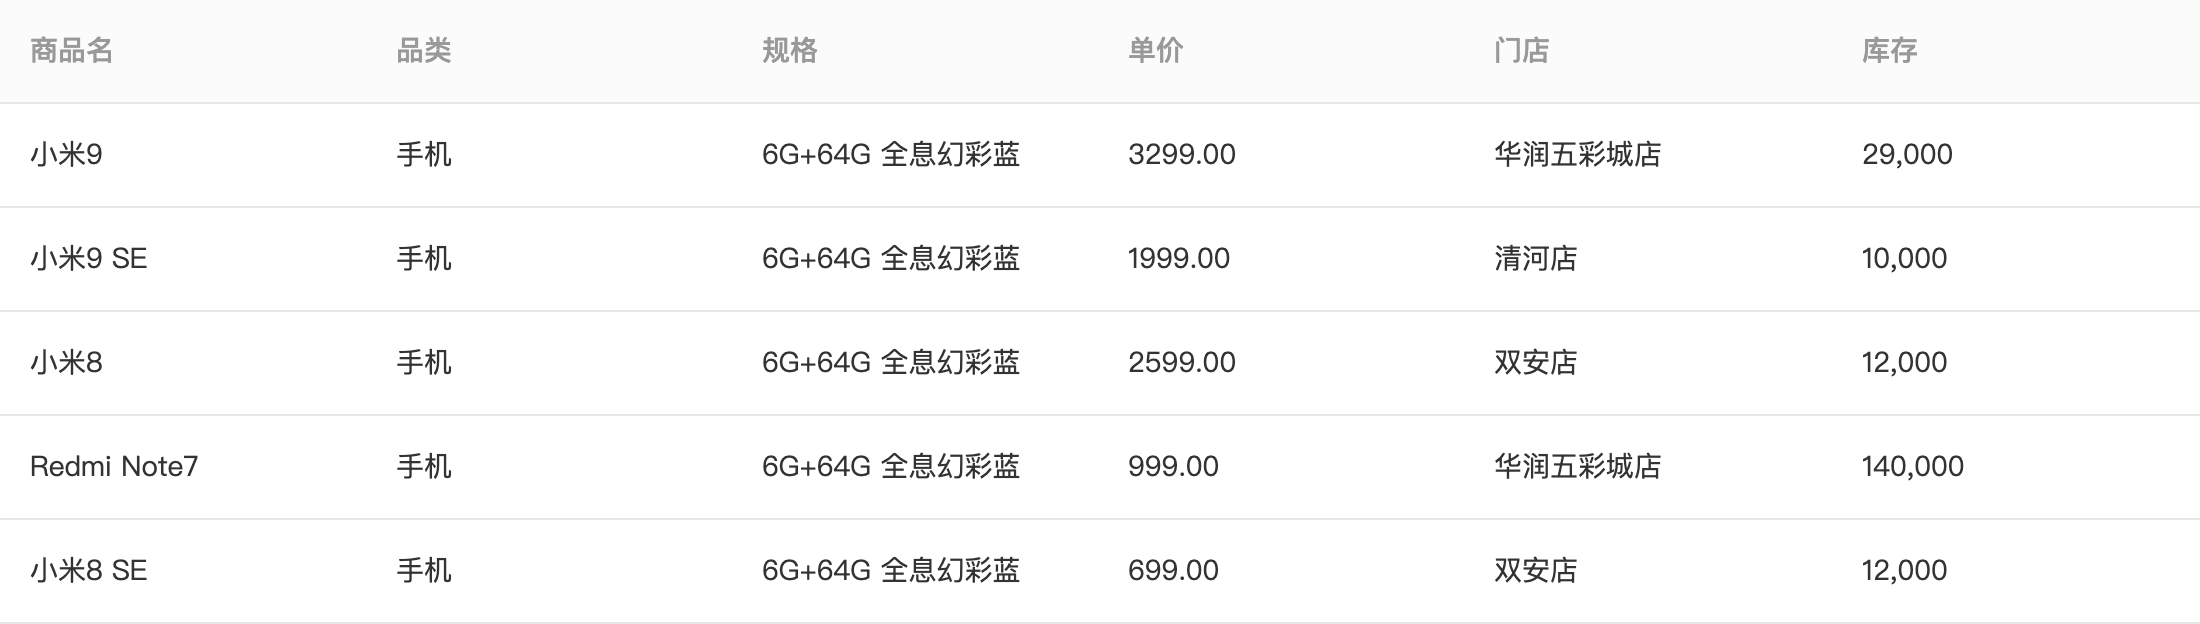 商品名 品类 规格 单价 门店 库存
小米9 手机 6G+64G 全息幻彩蓝 3299.00 华润五彩城店 29,000
小米9 SE 手机 6G+64G 全息幻彩蓝 1999.00 清河店 10,000
小米8 手机 6G+64G 全息幻彩蓝 2599.00 双安店 12,000
Redmi Note7 手机 6G+64G 全息幻彩蓝 999.00 华润五彩城店 140,000
小米8 SE 手机 6G+64G 全息幻彩蓝 699.00 双安店 12,000